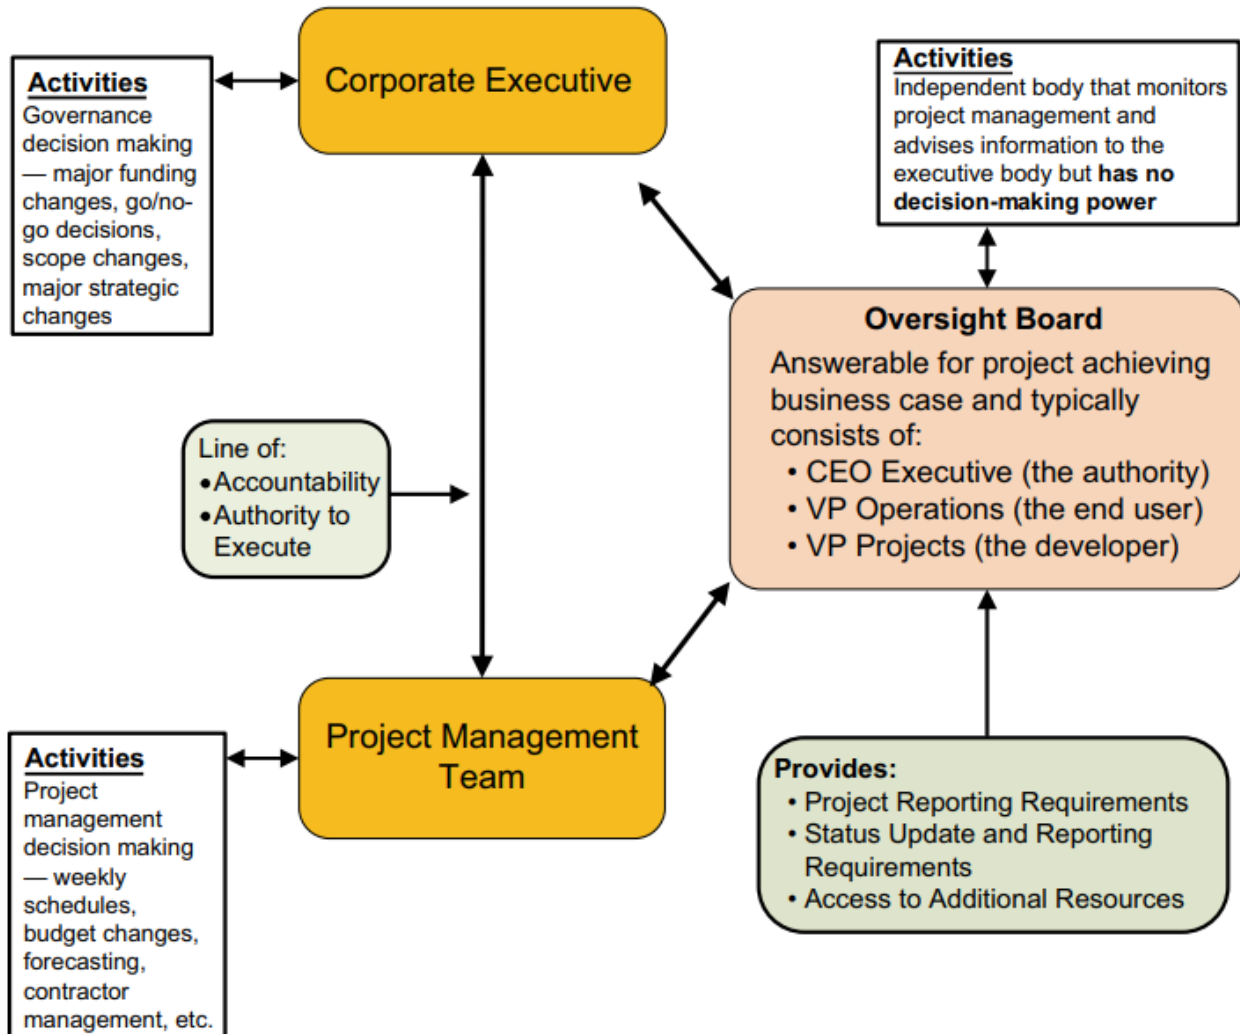 Corporate Executive
Activities
Governance
decision making
— major funding
changes, go/no-
go decisions,
scope changes,
major strategic
changes
Activities
Independent body that monitors
project management and
advises information to the
executive body but has no
decision-making power
Oversight Board
Answerable for project achieving
business case and typically
consists of:
• CEO Executive (the authority)
• VP Operations (the end user)
• VP Projects (the developer)
Line of:
•Accountability
•Authority to
Execute
Project Management
Team
Activities
Project
management
decision making
— weekly
schedules,
budget changes,
forecasting,
contractor
management, etc.
Provides:
• Project Reporting Requirements
• Status Update and Reporting
Requirements
• Access to Additional Resources